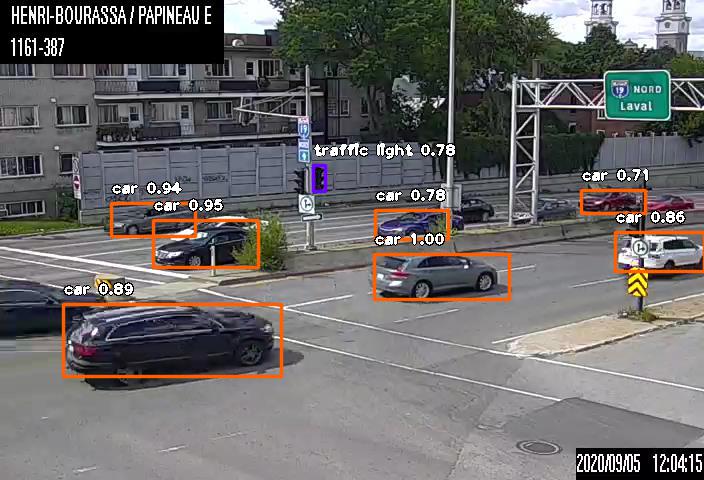 HENRI-BOURASSA / PAPINEAU E
1161-387
19 NORD
Laval
19
traffic light 0.78
car 0.94
car 0.95
car 0.78
car 0.71
car 0.86
car 1.00
car 0.89
2020/09/05 12:04:15